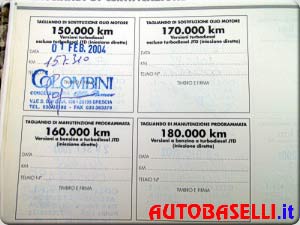 TAGLIANDO DI SOSTITUZIONE OLIO MOTORE
150.000 km
Versioni turbodiesel
escluso turbodiesel JTD (iniezione diretta)
DATA 01 FEB. 2004
KM 157.310
COLOMBINI
BRESCIA
TAGLIANDO DI SOSTITUZIONE OLIO MOTORE
170.000 km
Versioni turbodiesel
escluso turbodiesel JTD (iniezione diretta)
DATA
KM
TELAIO N°
TIMBRO E FIRMA
TAGLIANDO DI MANUTENZIONE PROGRAMMATA
160.000 km
Versioni a benzina e turbodiesel JTD
(iniezione diretta)
DATA
KM
TELAIO N°
TIMBRO E FIRMA
TAGLIANDO DI MANUTENZIONE PROGRAMMATA
180.000 km
Versioni a benzina e turbodiesel JTD
(iniezione diretta)
DATA
KM
TELAIO N°
TIMBRO E FIRMA
AUTOBASELLI.it